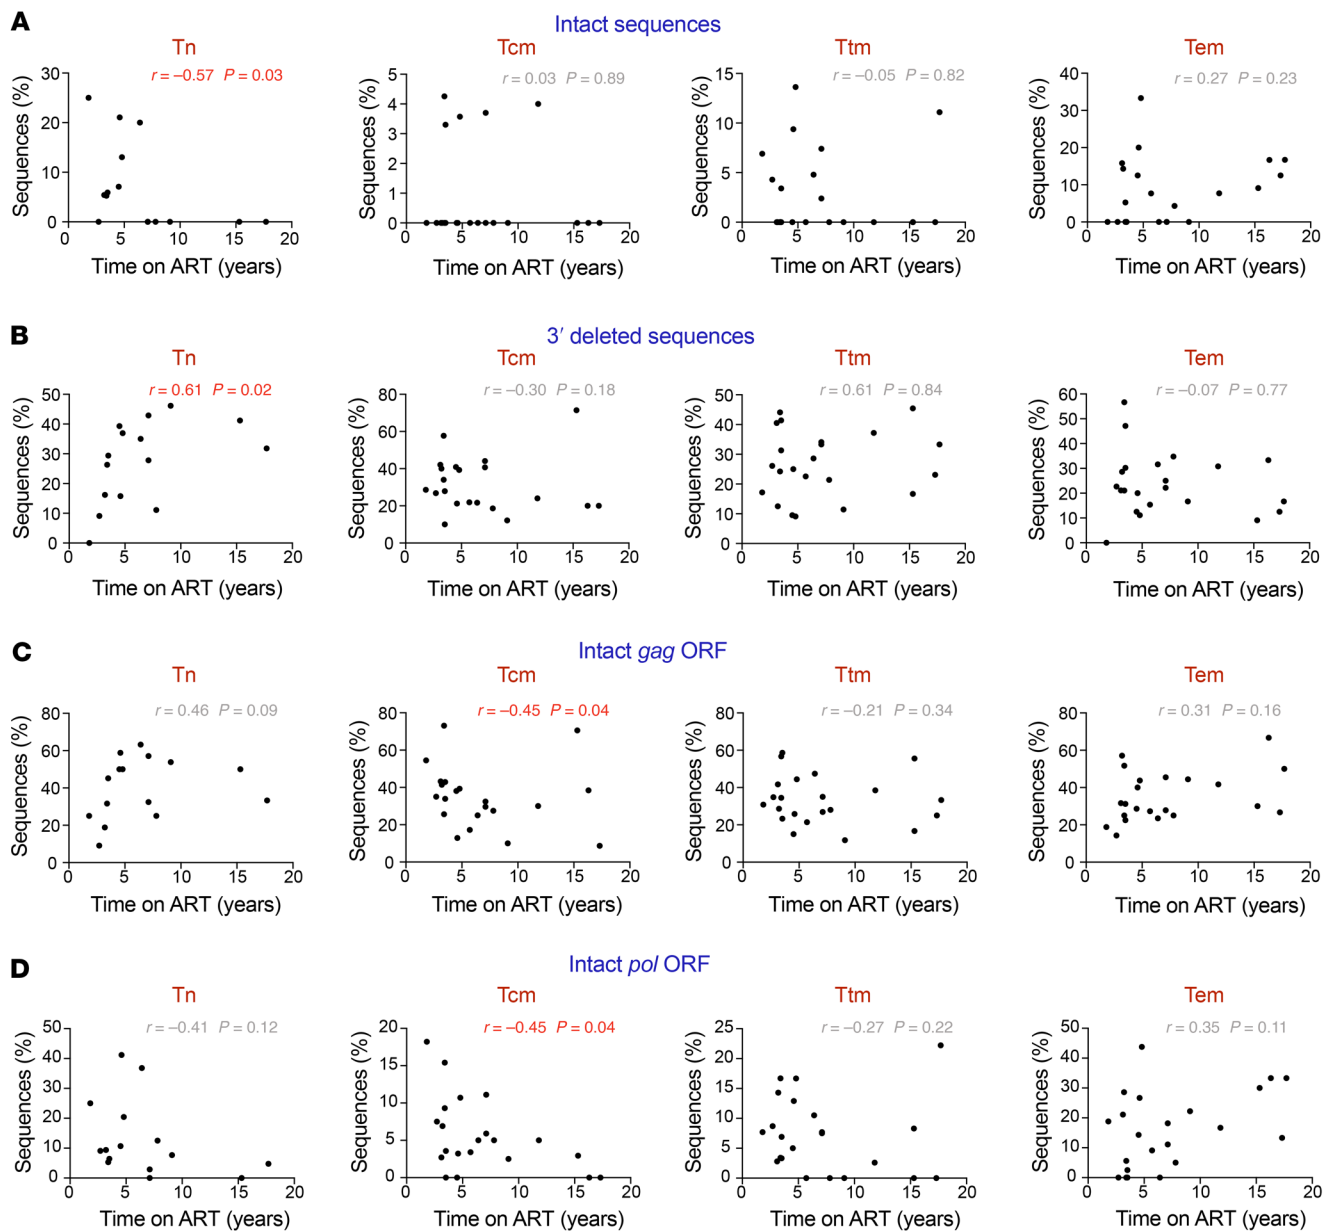 A
Intact sequences
Tn
Tcm
Ttm
Tem
r = –0.57 P = 0.03
r = 0.03 P = 0.89
r = –0.05 P = 0.82
r = 0.27 P = 0.23
Sequences (%)
30
20
10
0
0 5 10 15 20
Time on ART (years)
Sequences (%)
5
4
3
2
1
0
0 5 10 15 20
Time on ART (years)
Sequences (%)
15
10
5
0
0 5 10 15 20
Time on ART (years)
Sequences (%)
40
30
20
10
0
0 5 10 15 20
Time on ART (years)
B
3′ deleted sequences
Tn
Tcm
Ttm
Tem
r = 0.61 P = 0.02
r = –0.30 P = 0.18
r = 0.61 P = 0.84
r = –0.07 P = 0.77
Sequences (%)
50
40
30
20
10
0
0 5 10 15 20
Time on ART (years)
Sequences (%)
80
60
40
20
0
0 5 10 15 20
Time on ART (years)
Sequences (%)
50
40
30
20
10
0
0 5 10 15 20
Time on ART (years)
Sequences (%)
60
50
40
30
20
10
0
0 5 10 15 20
Time on ART (years)
C
Intact gag ORF
Tn
Tcm
Ttm
Tem
r = 0.46 P = 0.09
r = –0.45 P = 0.04
r = –0.21 P = 0.34
r = 0.31 P = 0.16
Sequences (%)
80
60
40
20
0
0 5 10 15 20
Time on ART (years)
Sequences (%)
80
60
40
20
0
0 5 10 15 20
Time on ART (years)
Sequences (%)
80
60
40
20
0
0 5 10 15 20
Time on ART (years)
Sequences (%)
80
60
40
20
0
0 5 10 15 20
Time on ART (years)
D
Intact pol ORF
Tn
Tcm
Ttm
Tem
r = –0.41 P = 0.12
r = –0.45 P = 0.04
r = –0.27 P = 0.22
r = 0.35 P = 0.11
Sequences (%)
50
40
30
20
10
0
0 5 10 15 20
Time on ART (years)
Sequences (%)
20
15
10
5
0
0 5 10 15 20
Time on ART (years)
Sequences (%)
25
20
15
10
5
0
0 5 10 15 20
Time on ART (years)
Sequences (%)
50
40
30
20
10
0
0 5 10 15 20
Time on ART (years)